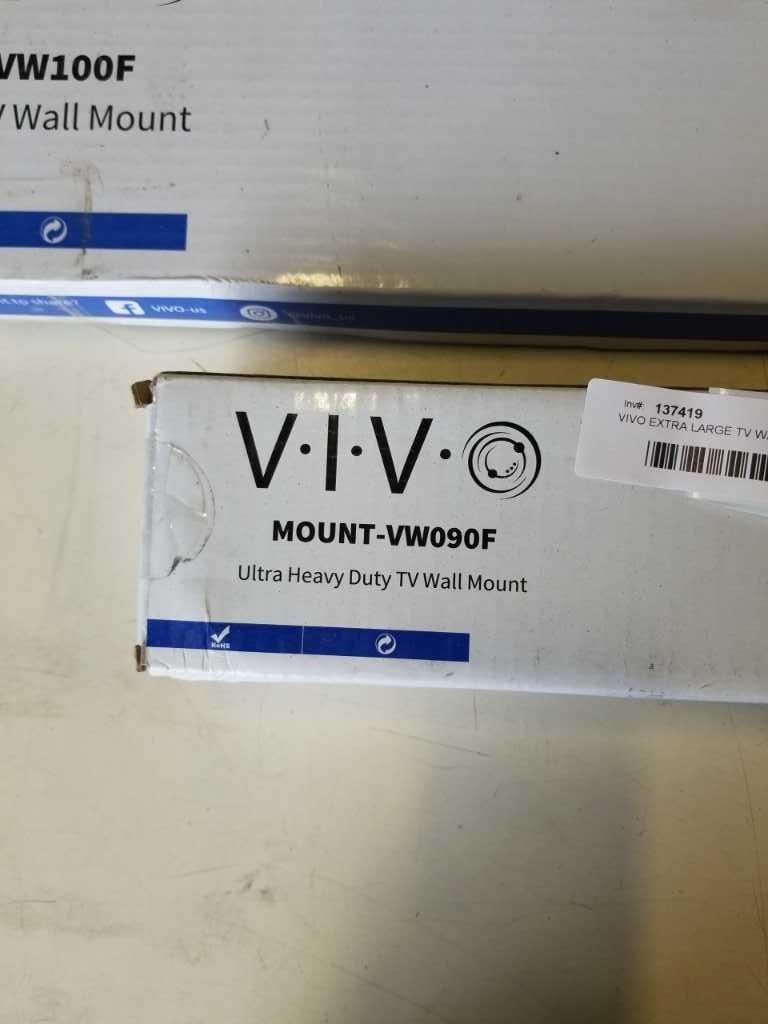 VW100F
Wall Mount
VIVO-us
V·I·V·O
MOUNT-VW090F
Ultra Heavy Duty TV Wall Mount
RoHS
Inv#: 137419
VIVO EXTRA LARGE TV